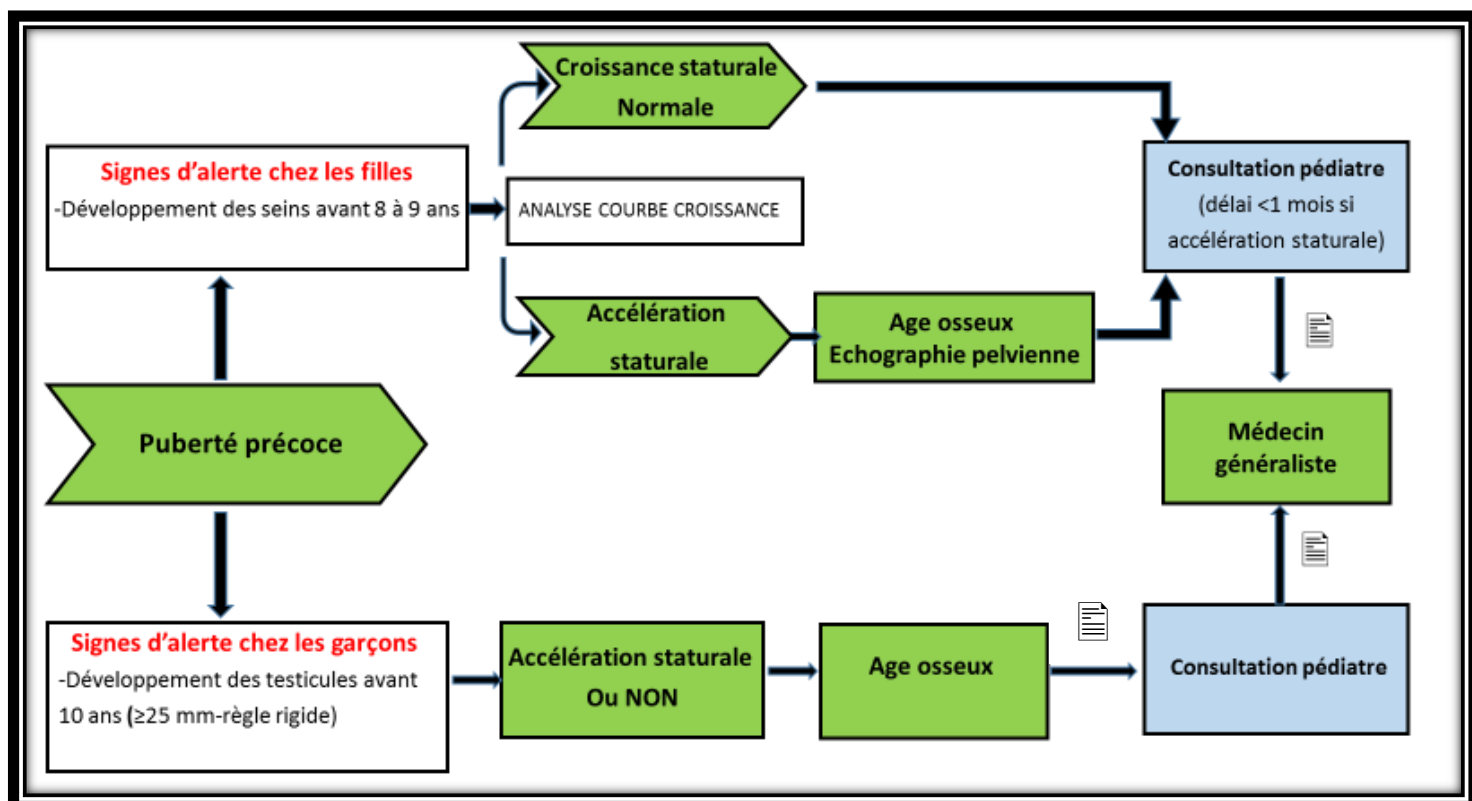 Croissance staturale
Normale
Signes d'alerte chez les filles
-Développement des seins avant 8 à 9 ans
ANALYSE COURBE CROISSANCE
Consultation pédiatre
(délai <1 mois si
accélération staturale)
Accélération
staturale
Age osseux
Echographie pelvienne
Puberté précoce
Médecin
généraliste
Signes d'alerte chez les garçons
-Développement des testicules avant
10 ans (≥25 mm-règle rigide)
Accélération staturale
Ou NON
Age osseux
Consultation pédiatre